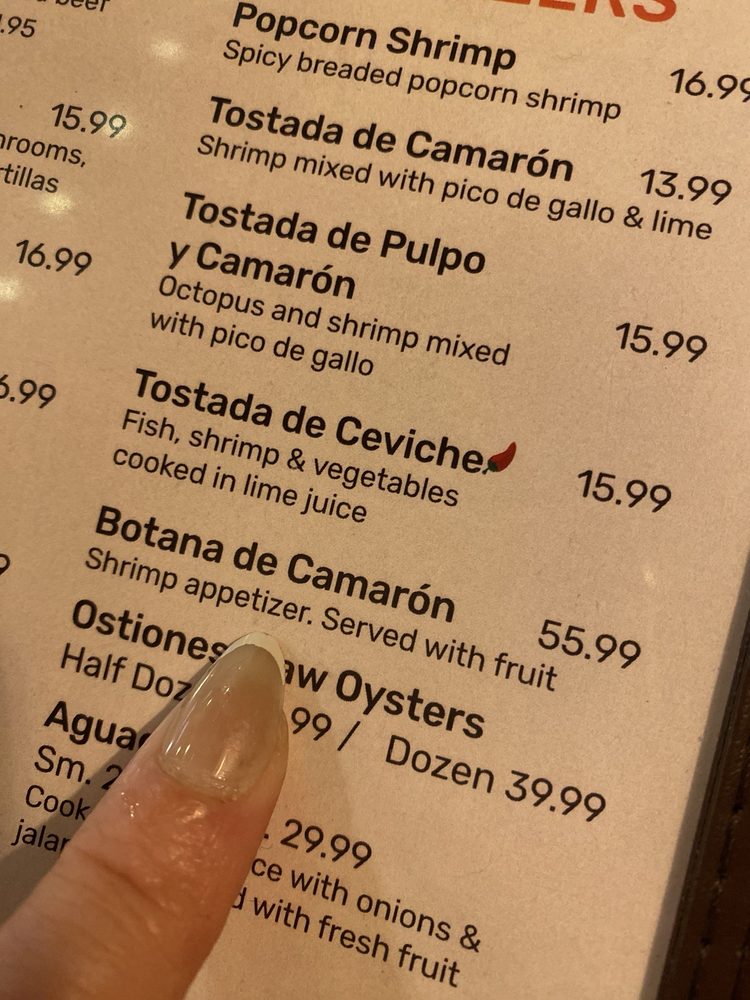 beer
.95
15.99
tillas
16.99
6.99
Popcorn Shrimp
16.99
Spicy breaded popcorn shrimp
Tostada de Camarón
13.99
Shrimp mixed with pico de gallo & lime
Tostada de Pulpo
y Camarón
Octopus and shrimp mixed
15.99
with pico de gallo
Tostada de Ceviche
Fish, shrimp & vegetables
15.99
cooked in lime juice
Botana de Camarón
55.99
Shrimp appetizer. Served with fruit
Ostiones Oysters
Half 99 / Dozen 39.99
Sm. 29.99
with onions &
with fresh fruit